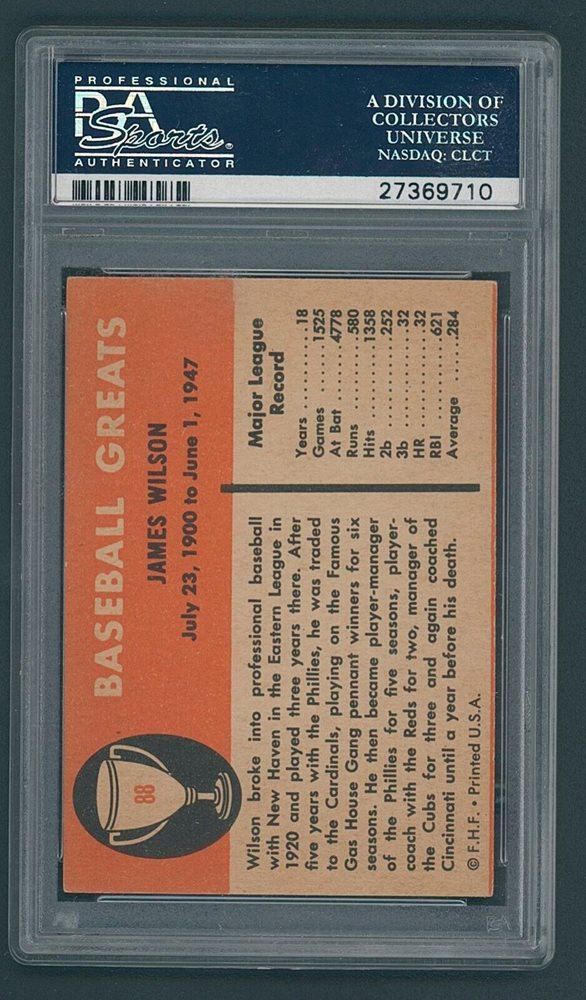 PROFESSIONAL
PSA
Sports®
AUTHENTICATOR
A DIVISION OF
COLLECTORS
UNIVERSE
NASDAQ: CLCT
27369710
BASEBALL GREATS
JAMES WILSON
July 23, 1900 to June 1, 1947
88
Wilson broke into professional baseball
with New Haven in the Eastern League in
1920 and played three years there. After
five years with the Phillies, he was traded
to the Cardinals, playing on the Famous
Gas House Gang pennant winners for six
seasons. He then became player-manager
of the Phillies for five seasons, player-
coach with the Reds for two, manager of
the Cubs for three and again coached
Cincinnati until a year before his death.
© F.H.F. • Printed U.S.A.
Major League
Record
Years ........18
Games ......1525
At Bat ......4778
Runs ........580
Hits ........1358
2b ..........252
3b ..........32
HR ..........32
RBI ..........621
Average ......284